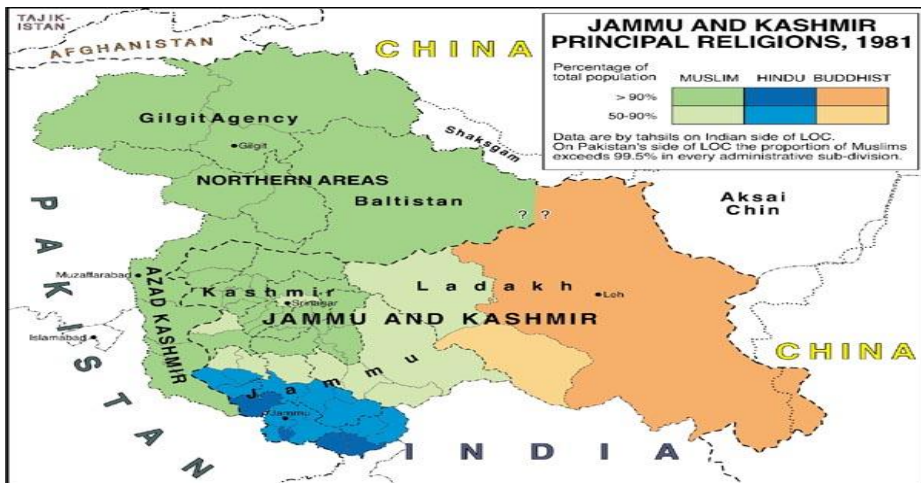 TAJIK-
ISTAN
AFGHANISTAN
CHINA
JAMMU AND KASHMIR
PRINCIPAL RELIGIONS, 1981
Percentage of
total population
MUSLIM HINDU BUDDHIST
> 90%
50-90%
Data are by tahsils on Indian side of LOC.
On Pakistan's side of LOC the proportion of Muslims
exceeds 99.5% in every administrative sub-division.
Gilgit Agency
Gilgit
Shaksgam
NORTHERN AREAS
Baltistan
? ?
Aksai
Chin
PAKISTAN
Muzaffarabad
AZAD KASHMIR
Kashmir
Srinagar
Ladakh
Leh
JAMMU AND KASHMIR
Islamabad
Jammu
Jammu
CHINA
INDIA